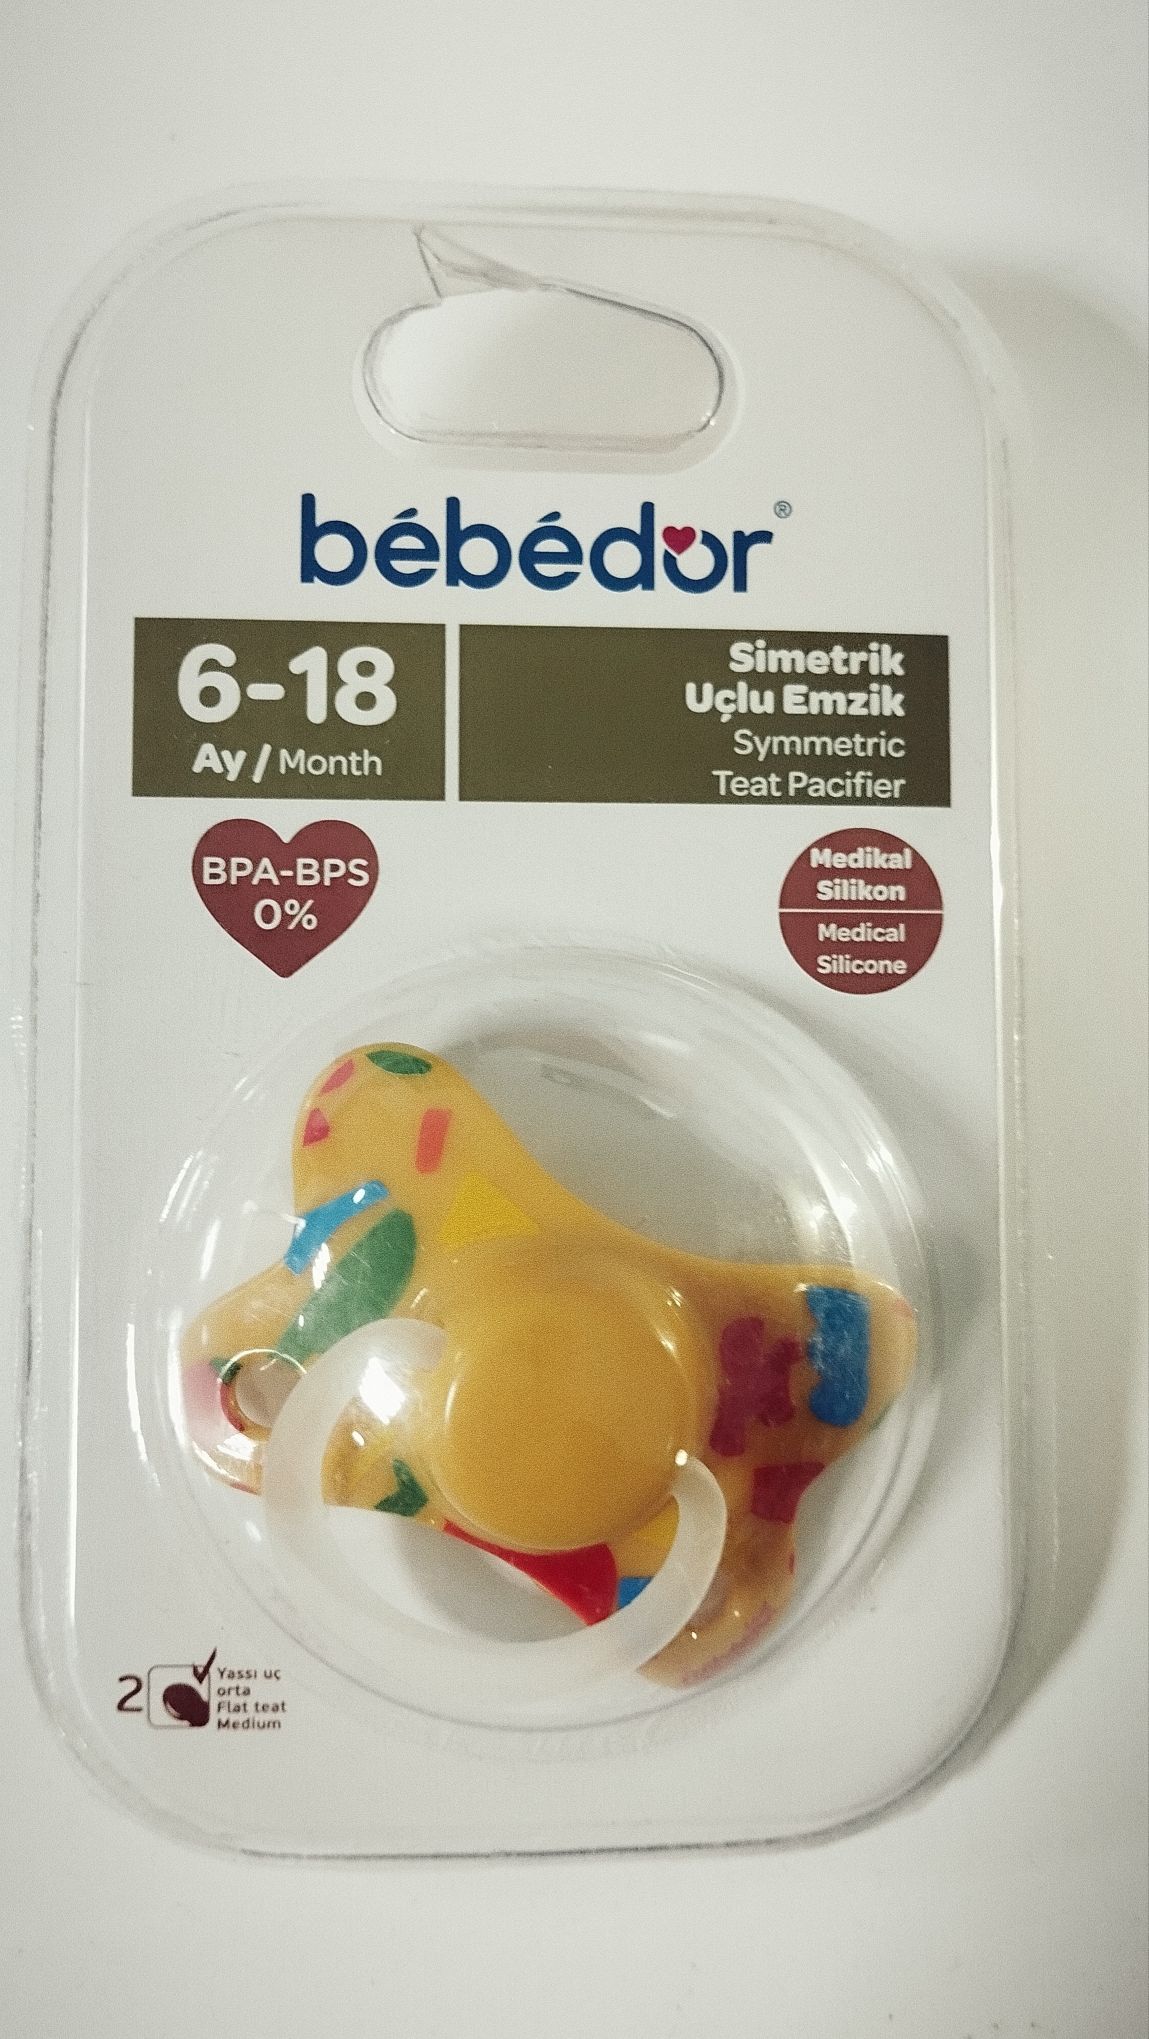 bébédor®
6-18
Ay / Month
Simetrik
Uçlu Emzik
Symmetric
Teat Pacifier
BPA-BPS
0%
Medikal
Silikon
Medical
Silicone
2
Yassı uç
orta
Flat teat
Medium